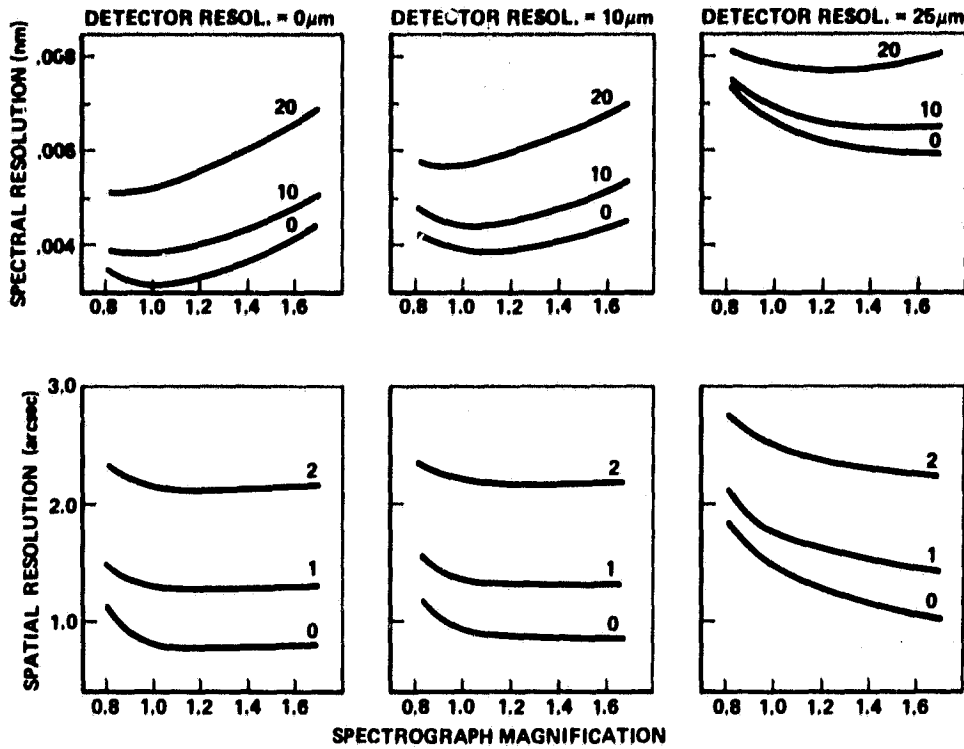 DETECTOR RESOL. = 0μm
DETECTOR RESOL. = 10μm
DETECTOR RESOL. = 25μm
SPECTRAL RESOLUTION (nm)
.008
.006
.004
20
10
0
20
10
0
20
10
0
0.8 1.0 1.2 1.4 1.6
0.8 1.0 1.2 1.4 1.6
0.8 1.0 1.2 1.4 1.6
SPATIAL RESOLUTION (arcsec)
3.0
2.0
1.0
2
1
0
2
1
0
2
1
0
0.8 1.0 1.2 1.4 1.6
0.8 1.0 1.2 1.4 1.6
0.8 1.0 1.2 1.4 1.6
SPECTROGRAPH MAGNIFICATION